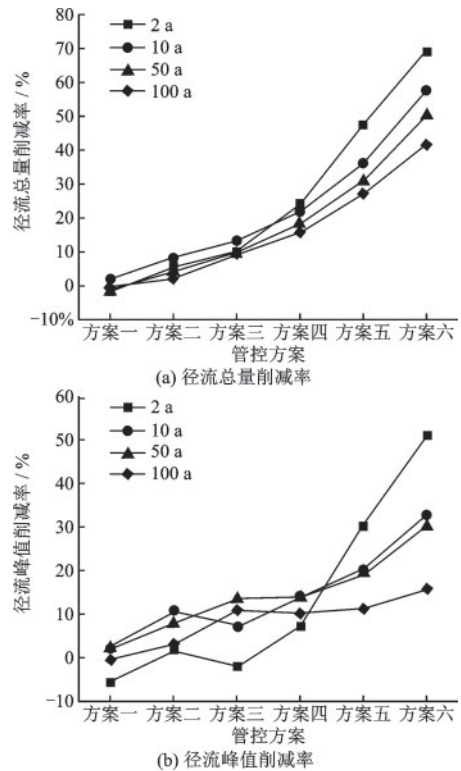 径流总量削减率 / %
80
70
60
50
40
30
20
10
0
-10%
2 a
10 a
50 a
100 a
方案一 方案二 方案三 方案四 方案五 方案六
管控方案
(a) 径流总量削减率
径流峰值削减率 / %
60
50
40
30
20
10
0
-10
2 a
10 a
50 a
100 a
方案一 方案二 方案三 方案四 方案五 方案六
管控方案
(b) 径流峰值削减率